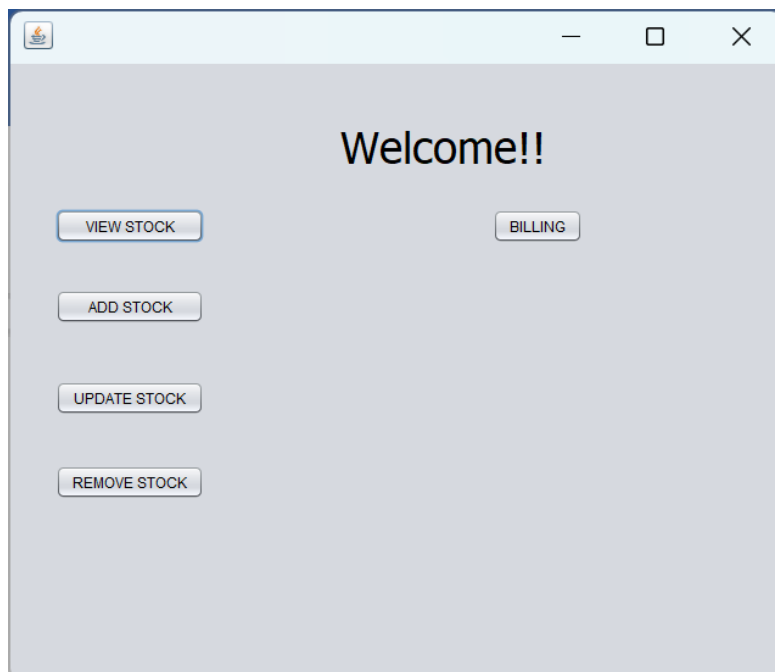 Welcome!!
VIEW STOCK
BILLING
ADD STOCK
UPDATE STOCK
REMOVE STOCK